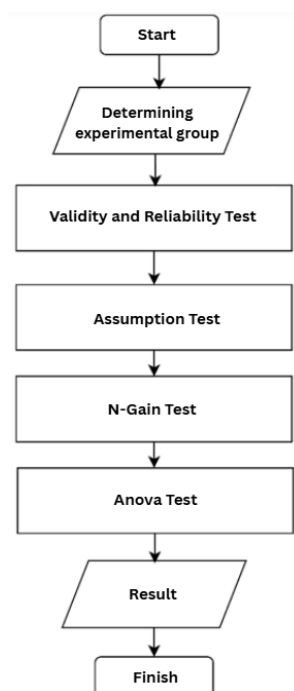 Start
Determining
experimental group
Validity and Reliability Test
Assumption Test
N-Gain Test
Anova Test
Result
Finish